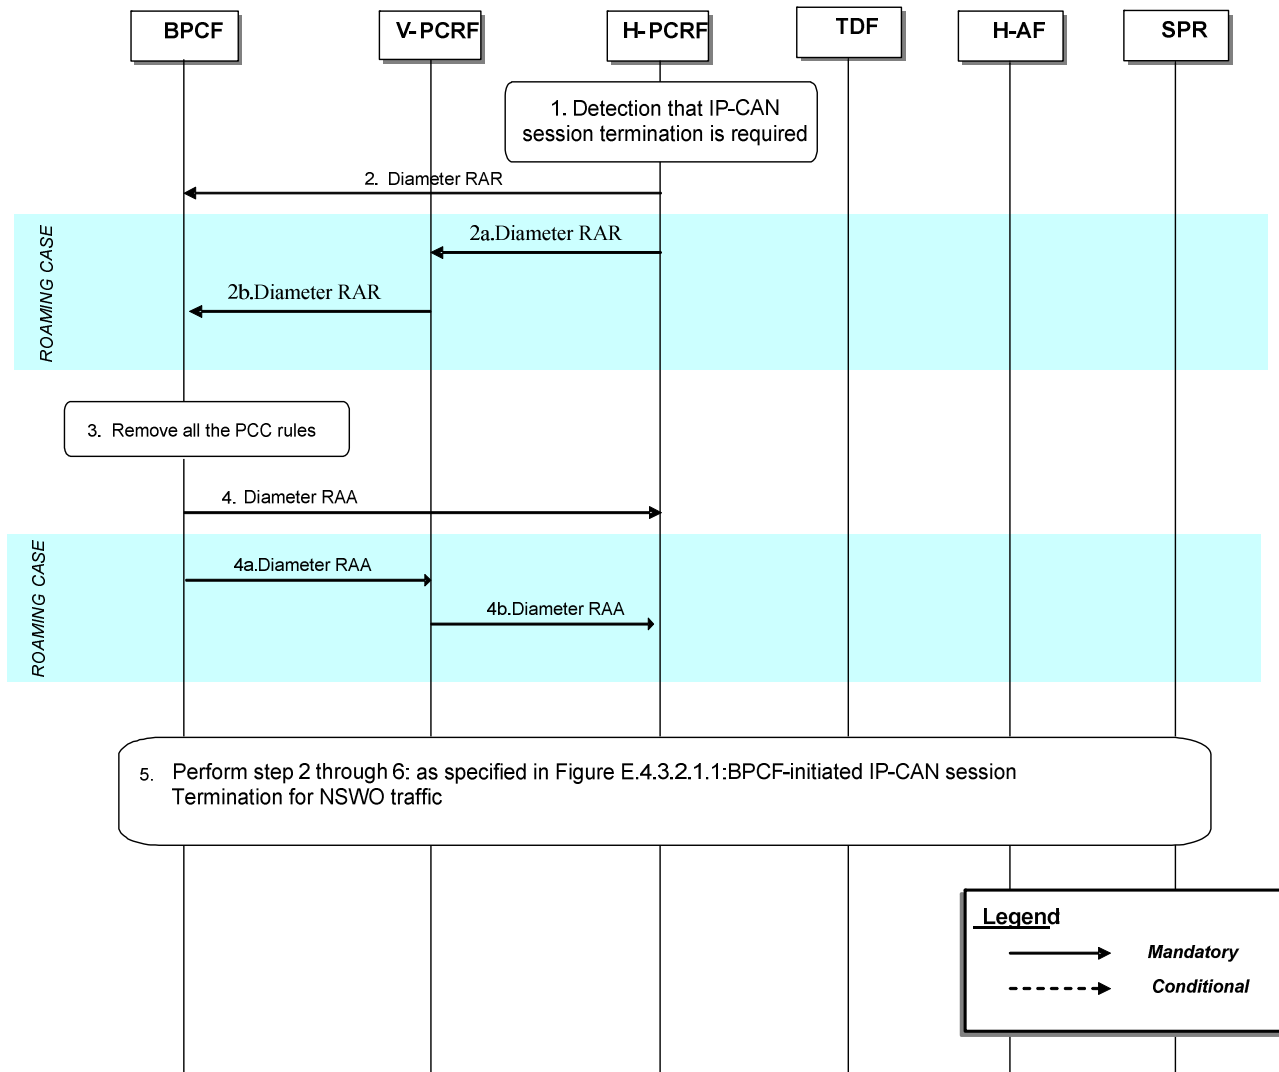 BPCF
V-PCRF
H-PCRF
TDF
H-AF
SPR
1. Detection that IP-CAN
session termination is required
2. Diameter RAR
ROAMING CASE
2a.Diameter RAR
2b.Diameter RAR
3. Remove all the PCC rules
4. Diameter RAA
ROAMING CASE
4a.Diameter RAA
4b.Diameter RAA
5. Perform step 2 through 6: as specified in Figure E.4.3.2.1.1:BPCF-initiated IP-CAN session
Termination for NSWO traffic
Legend
Mandatory
Conditional